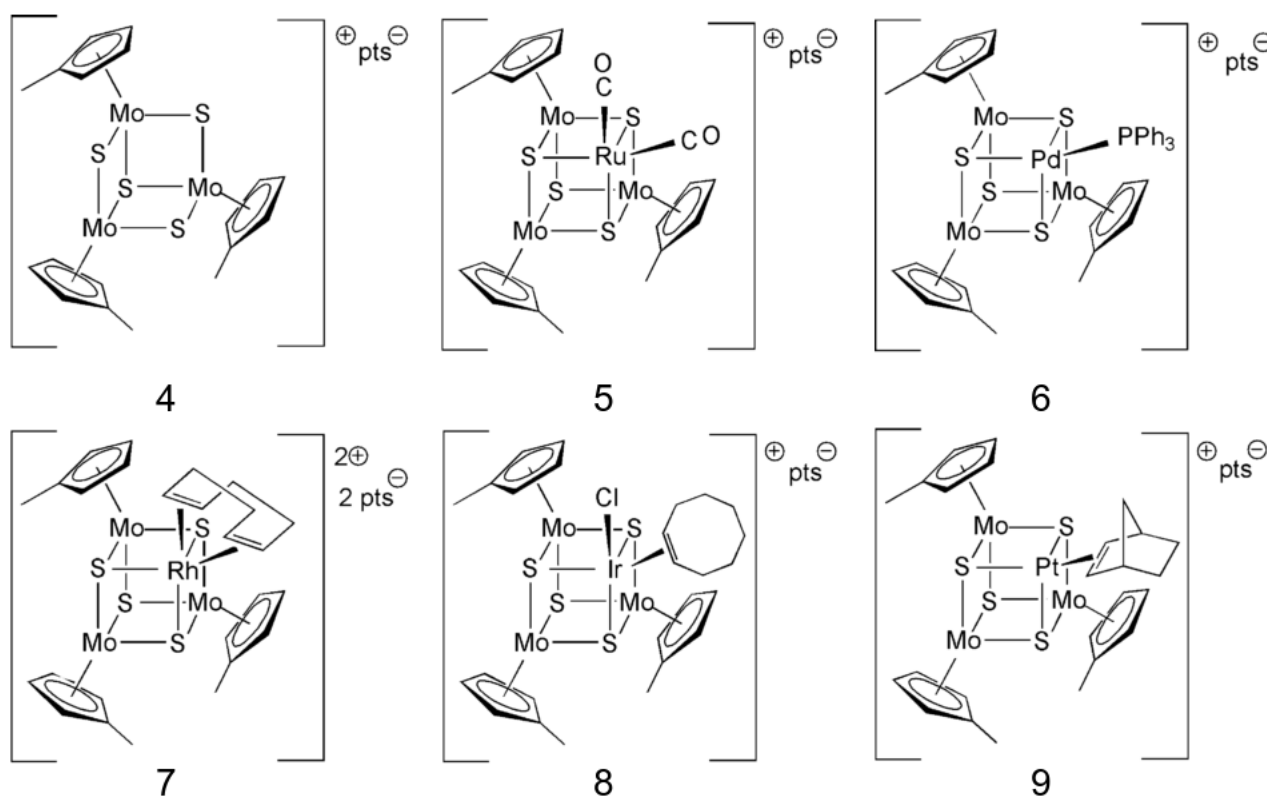 ⊕ pts⊖
Mo S
S
S Mo
Mo S
4
⊕ pts⊖
O
C
Mo S
S Ru CO
S Mo
Mo S
5
⊕ pts⊖
Mo S
S Pd PPh3
S Mo
Mo S
6
2⊕
2 pts⊖
Mo S
S Rh
S Mo
Mo S
7
⊕ pts⊖
Cl
Mo S
S Ir
S Mo
Mo S
8
⊕ pts⊖
Mo S
S Pt
S Mo
Mo S
9